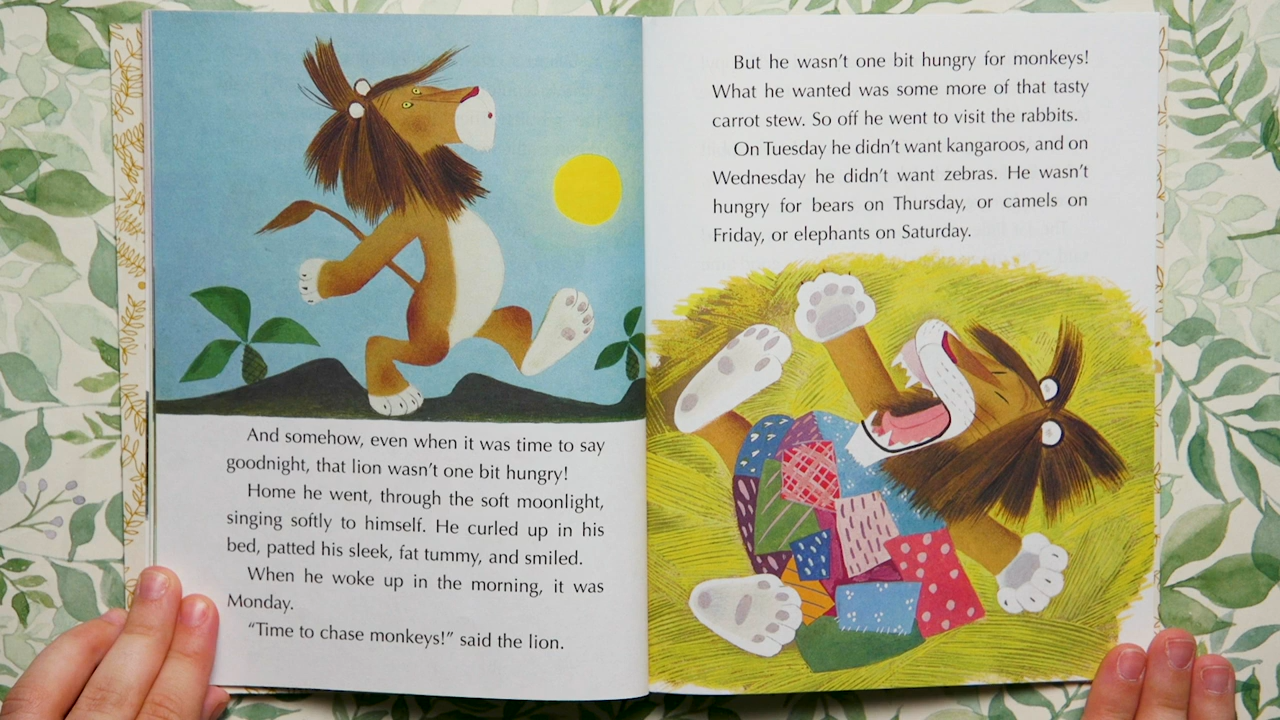 And somehow, even when it was time to say
goodnight, that lion wasn't one bit hungry!
Home he went, through the soft moonlight,
singing softly to himself. He curled up in his
bed, patted his sleek, fat tummy, and smiled.
When he woke up in the morning, it was
Monday.
“Time to chase monkeys!” said the lion.
But he wasn't one bit hungry for monkeys!
What he wanted was some more of that tasty
carrot stew. So off he went to visit the rabbits.
On Tuesday he didn't want kangaroos, and on
Wednesday he didn't want zebras. He wasn't
hungry for bears on Thursday, or camels on
Friday, or elephants on Saturday.